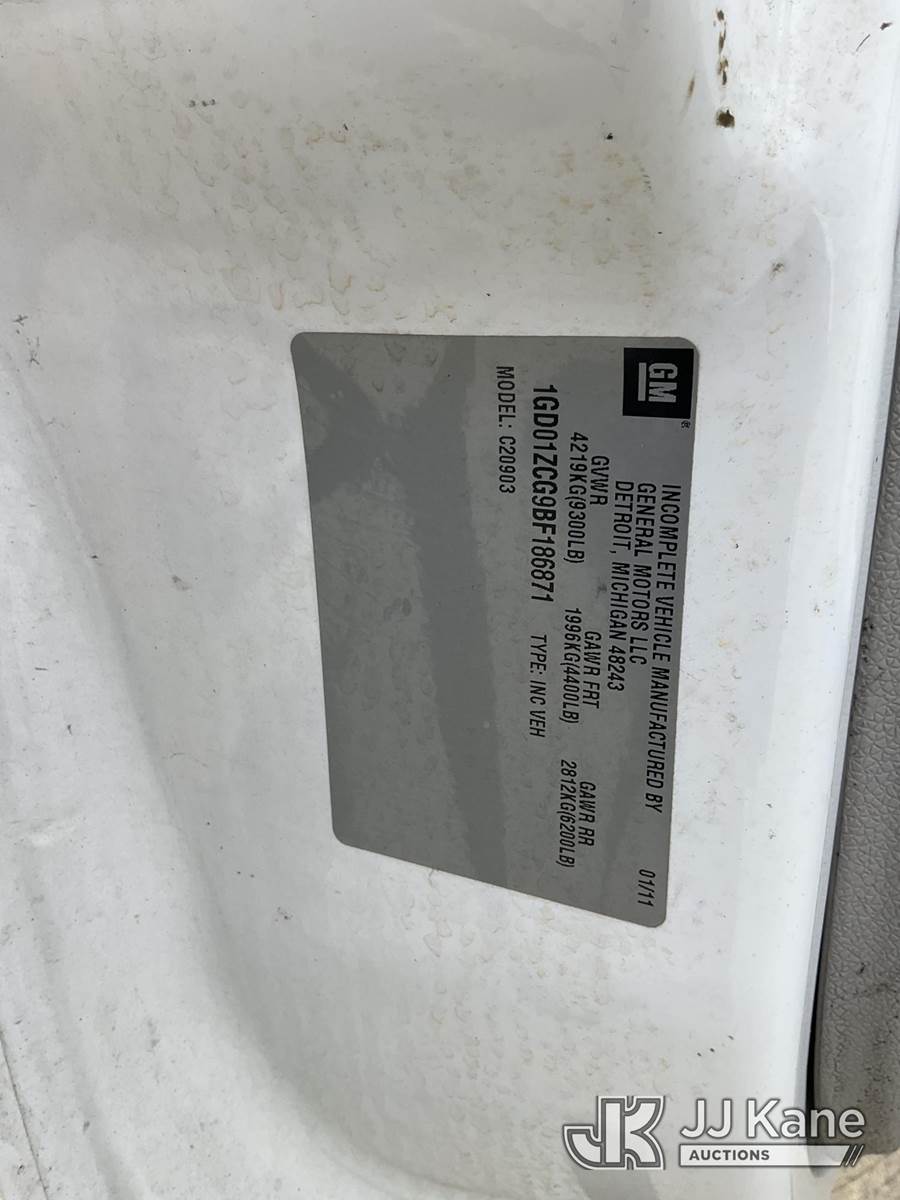 GM®
INCOMPLETE VEHICLE MANUFACTURED BY 01/11
GENERAL MOTORS LLC
DETROIT, MICHIGAN 48243
GVWR GAWR FRT GAWR RR
4219KG(9300LB) 1996KG(4400LB) 2812KG(6200LB)
1GD01ZCG9BF186871 TYPE: INC VEH
MODEL: C20903
JK JJ Kane
AUCTIONS